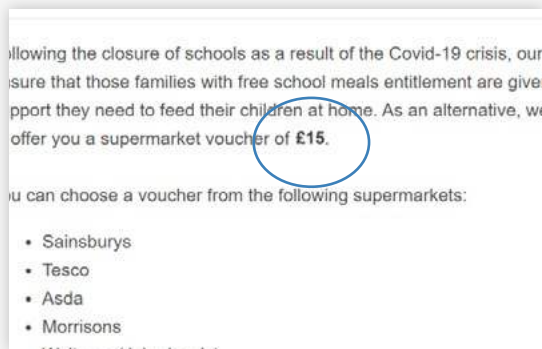 ollowing the closure of schools as a result of the Covid-19 crisis, our
sure that those families with free school meals entitlement are give
pport they need to feed their children at home. As an alternative, we
offer you a supermarket voucher of £15.
u can choose a voucher from the following supermarkets:
• Sainsburys
• Tesco
• Asda
• Morrisons